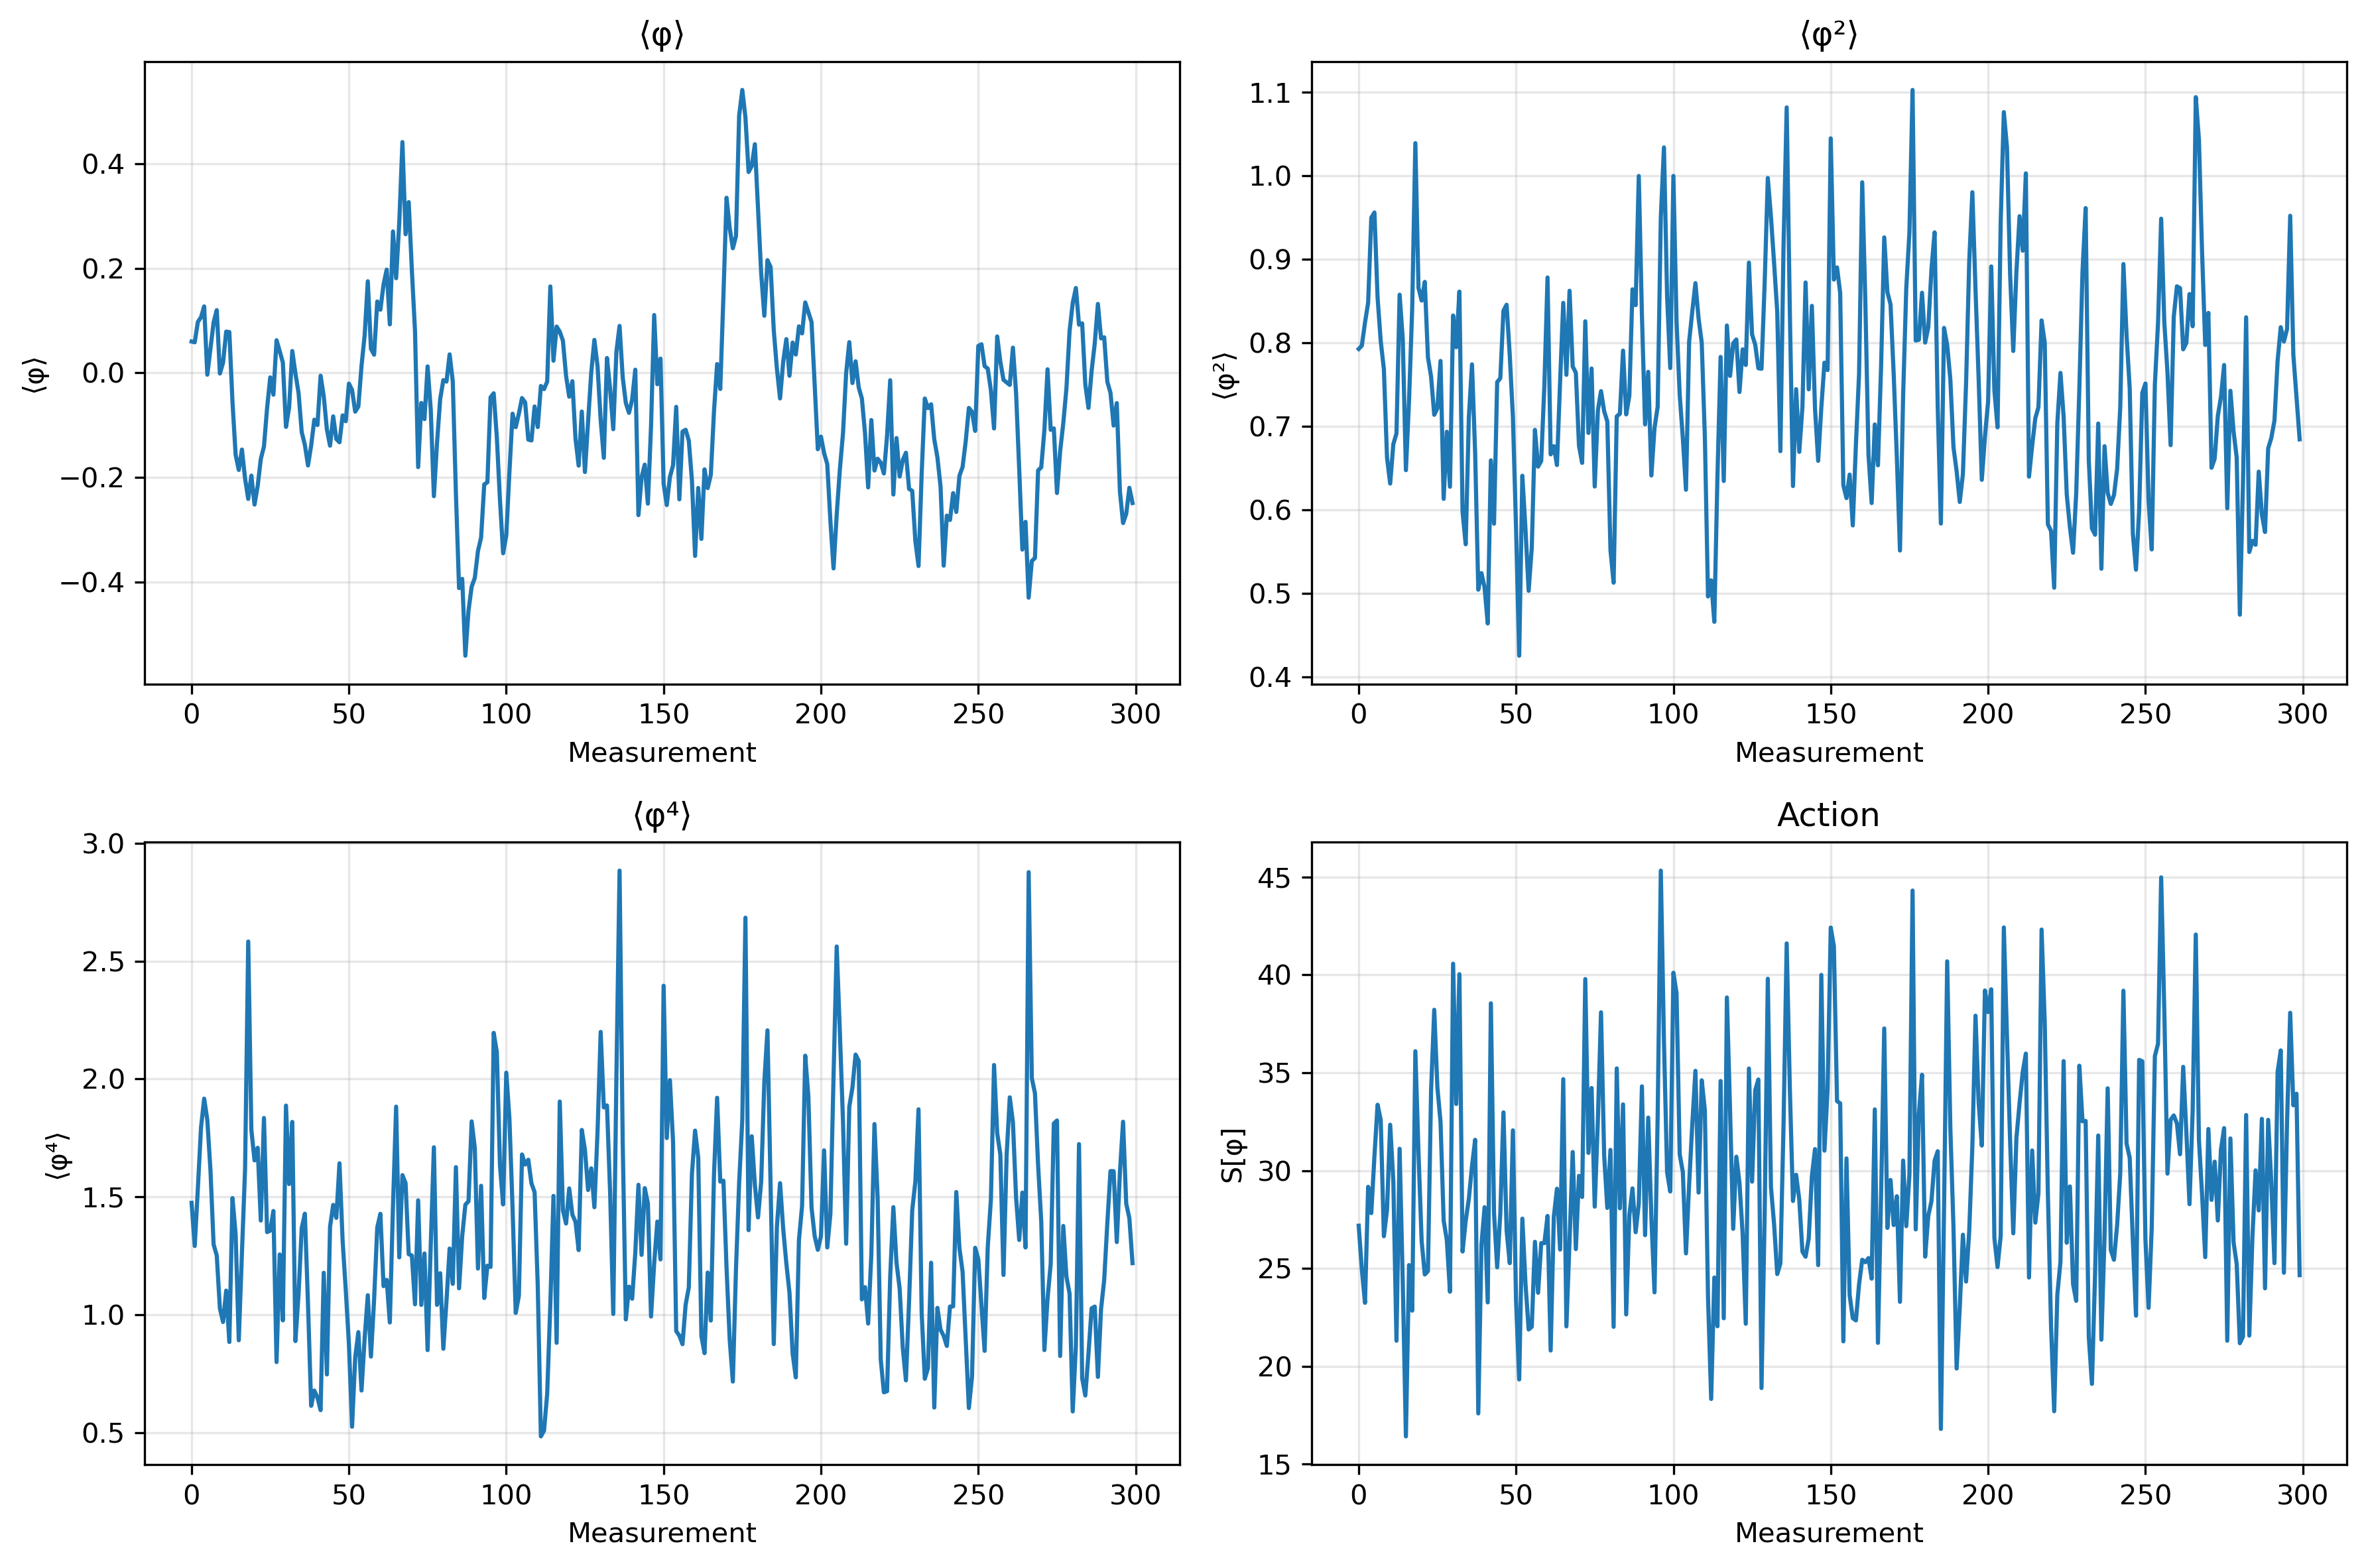 ⟨φ⟩
⟨φ⟩
0.4
0.2
0.0
−0.2
−0.4
0 50 100 150 200 250 300
Measurement
⟨φ²⟩
⟨φ²⟩
1.1
1.0
0.9
0.8
0.7
0.6
0.5
0.4
0 50 100 150 200 250 300
Measurement
⟨φ⁴⟩
⟨φ⁴⟩
3.0
2.5
2.0
1.5
1.0
0.5
0 50 100 150 200 250 300
Measurement
Action
S[φ]
45
40
35
30
25
20
15
0 50 100 150 200 250 300
Measurement